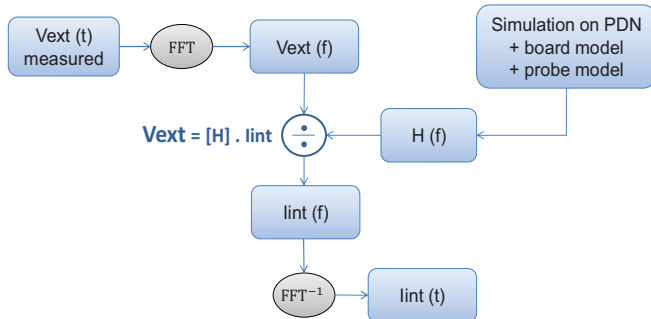 Vext (t)
measured
FFT
Vext (f)
Simulation on PDN
+ board model
+ probe model
Vext = [H] . Iint
÷
H (f)
Iint (f)
FFT⁻¹
Iint (t)